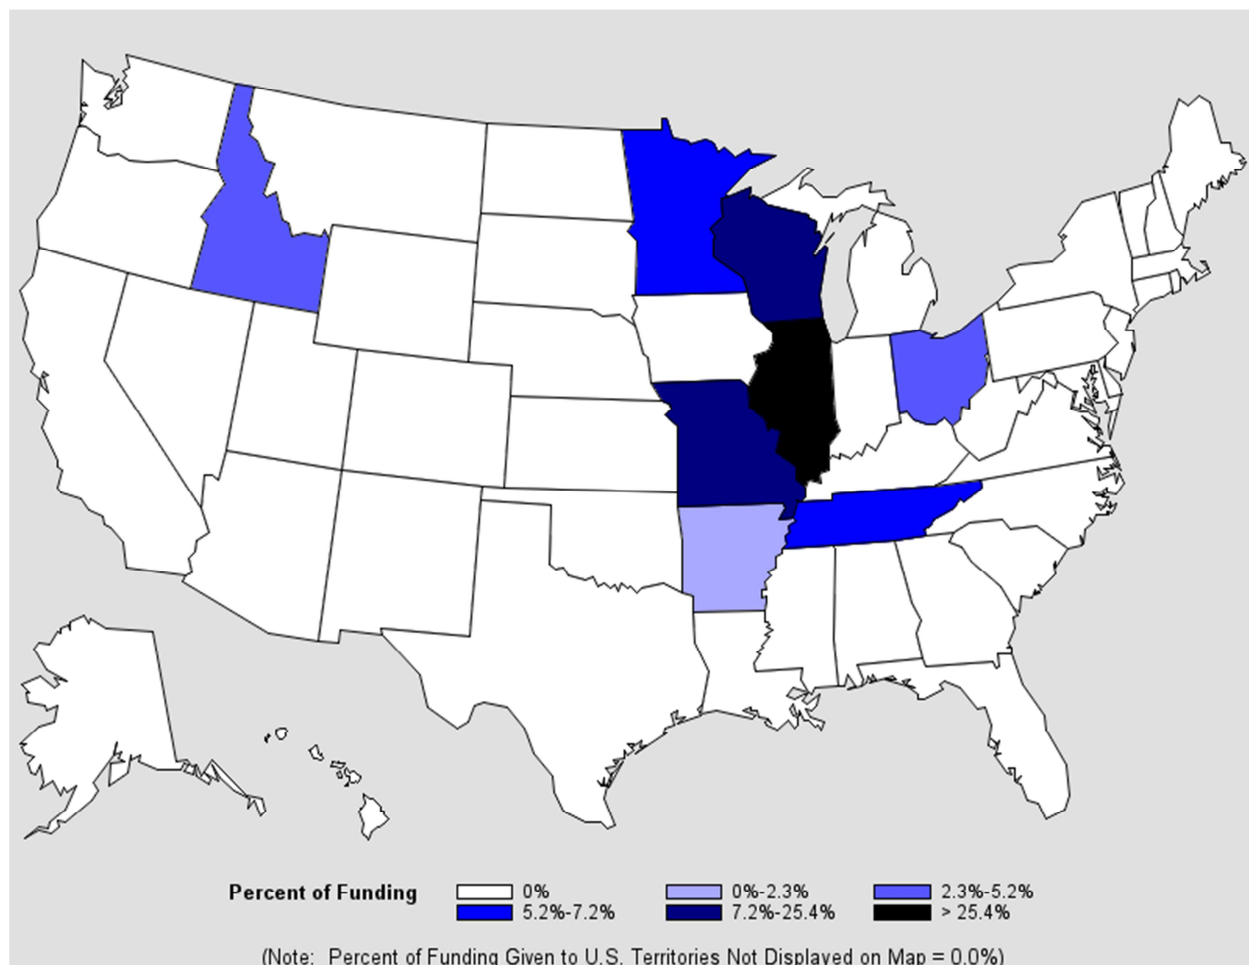 Percent of Funding 0% 0%-2.3% 2.3%-5.2%
5.2%-7.2% 7.2%-25.4% > 25.4%
(Note: Percent of Funding Given to U.S. Territories Not Displayed on Map = 0.0%)